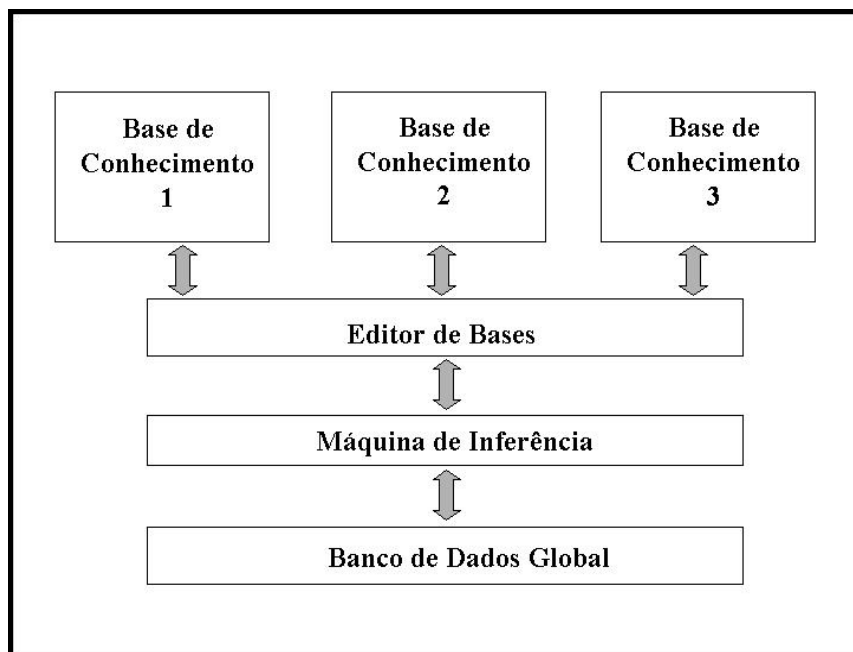 Base de
Conhecimento
1
Base de
Conhecimento
2
Base de
Conhecimento
3
Editor de Bases
Máquina de Inferência
Banco de Dados Global